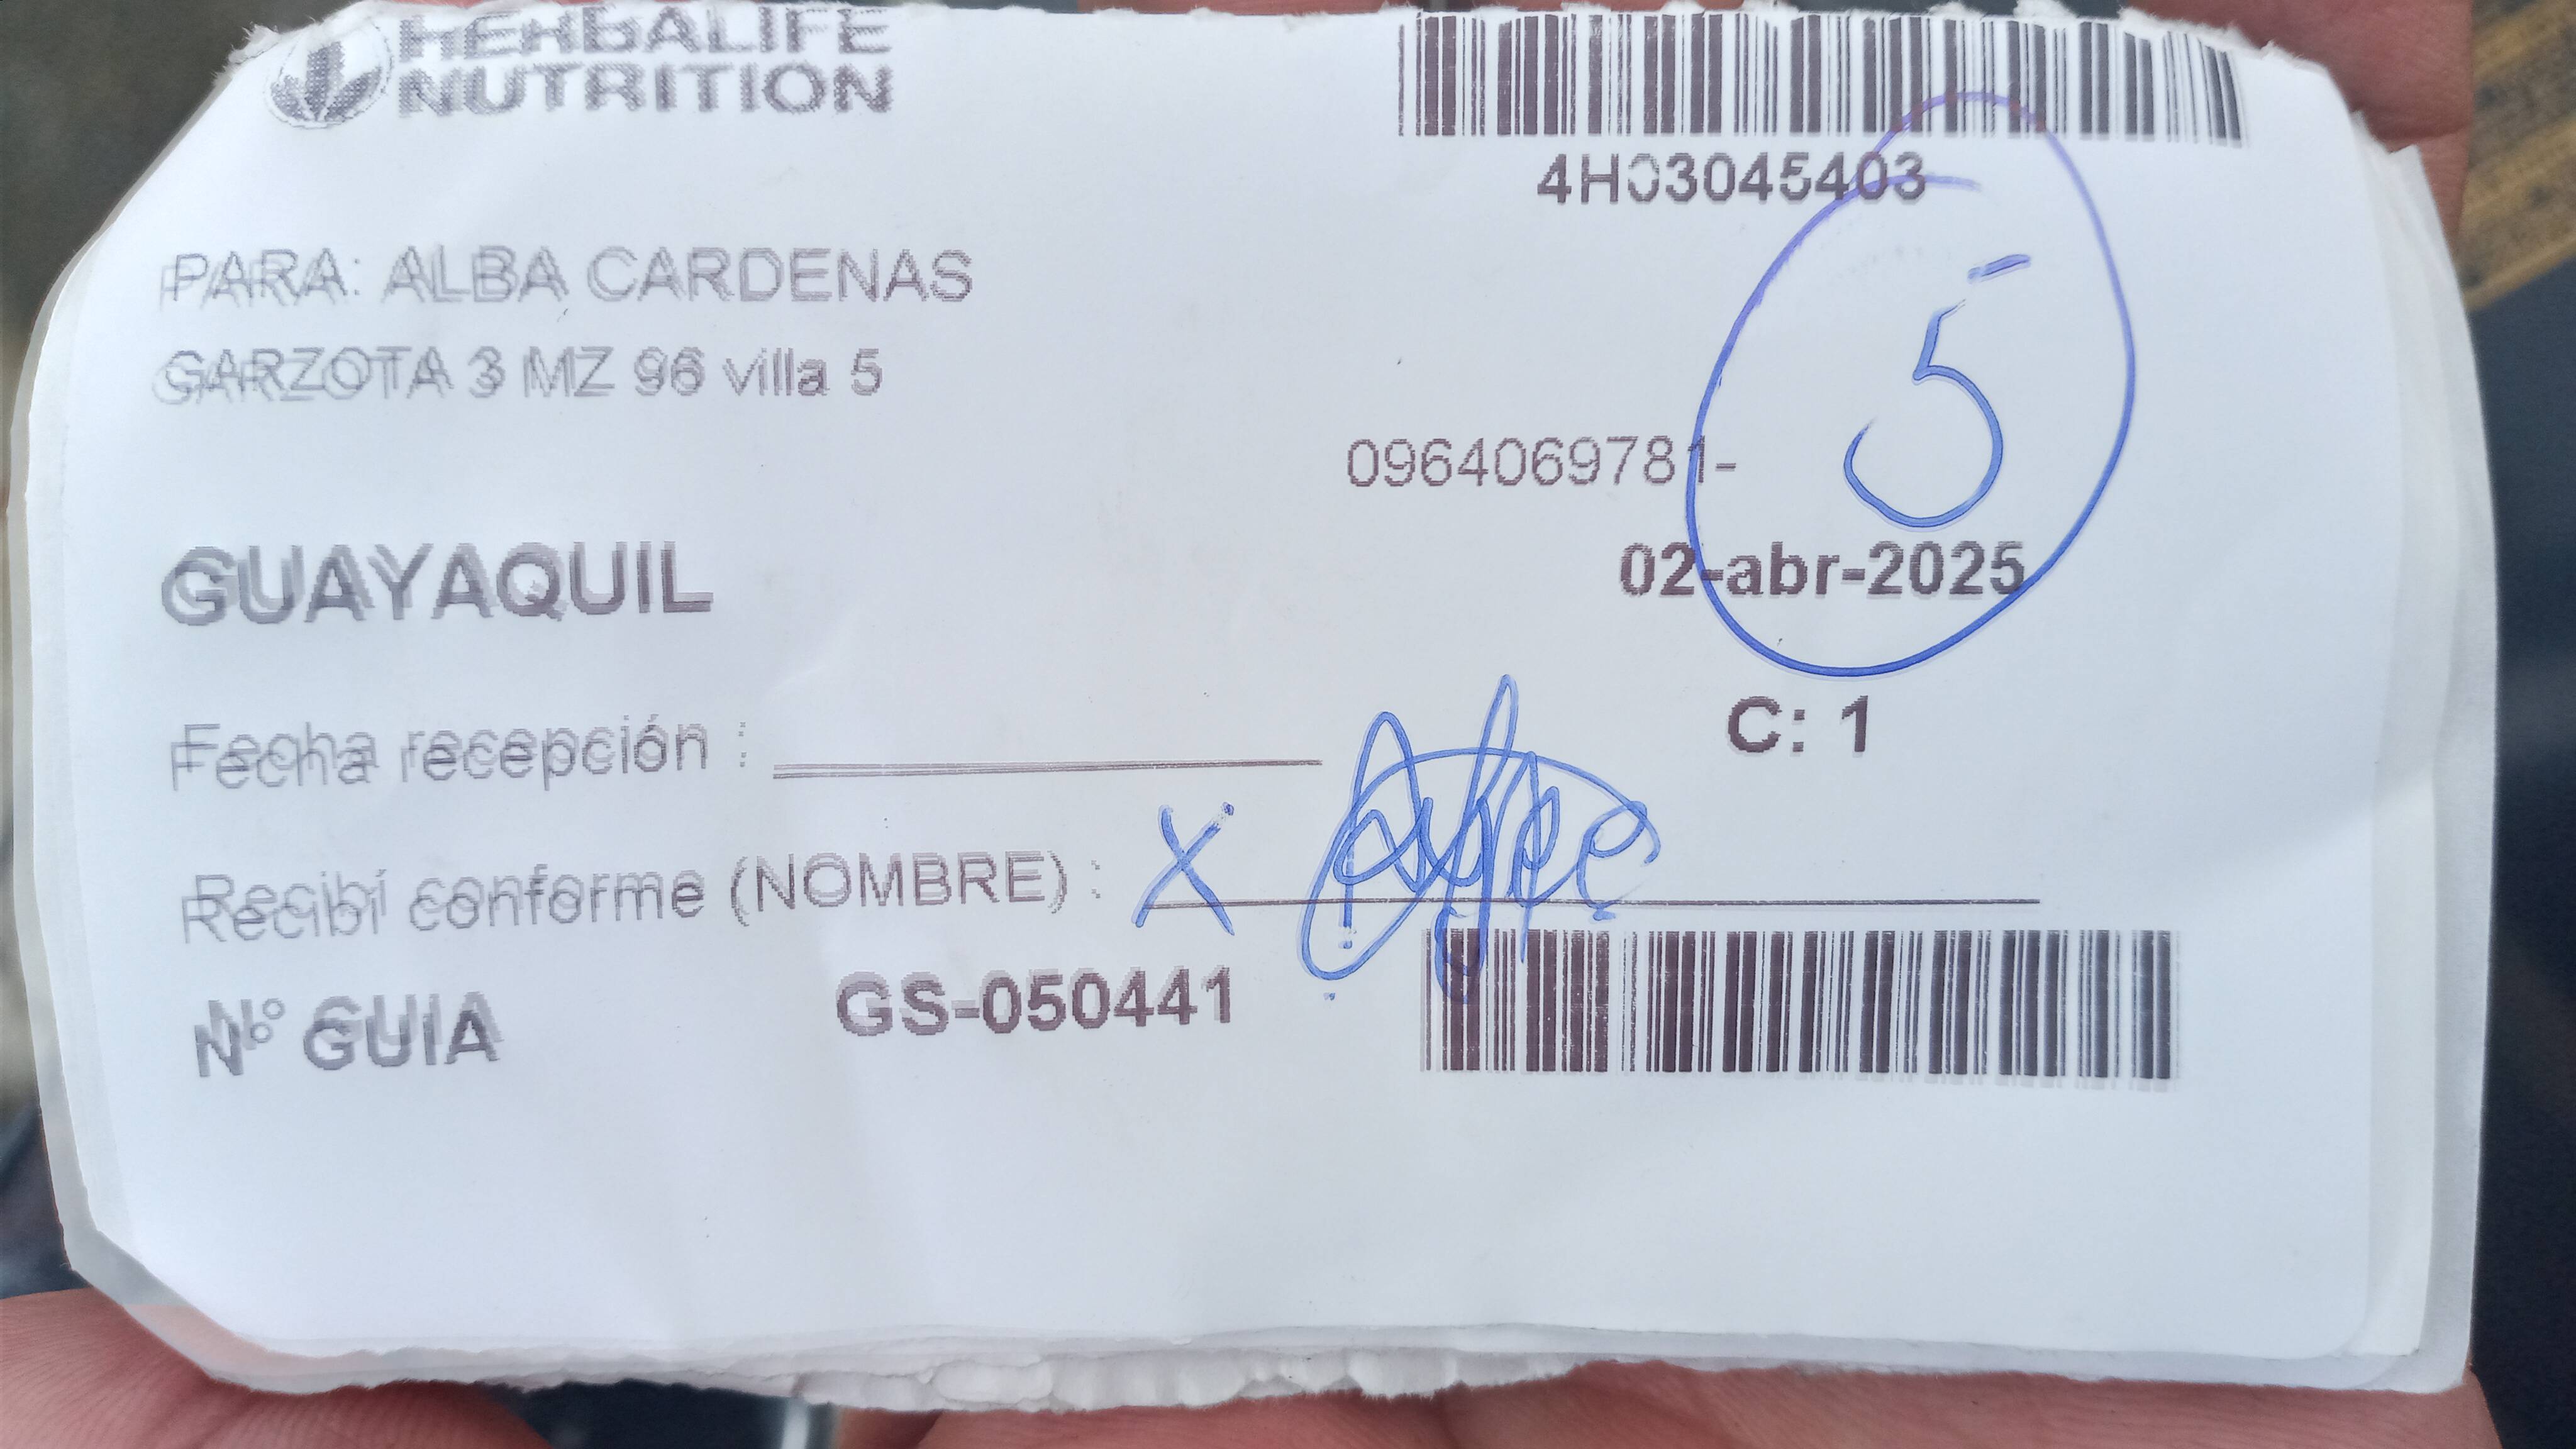 HERBALIFE
NUTRITION
4H03045403
PARA: ALBA CARDENAS
GARZOTA 3 MZ 96 villa 5
5
0964069781-
GUAYAQUIL
02-abr-2025
C: 1
Fecha recepción :
Recibí conforme (NOMBRE) : X
N° GUIA GS-050441